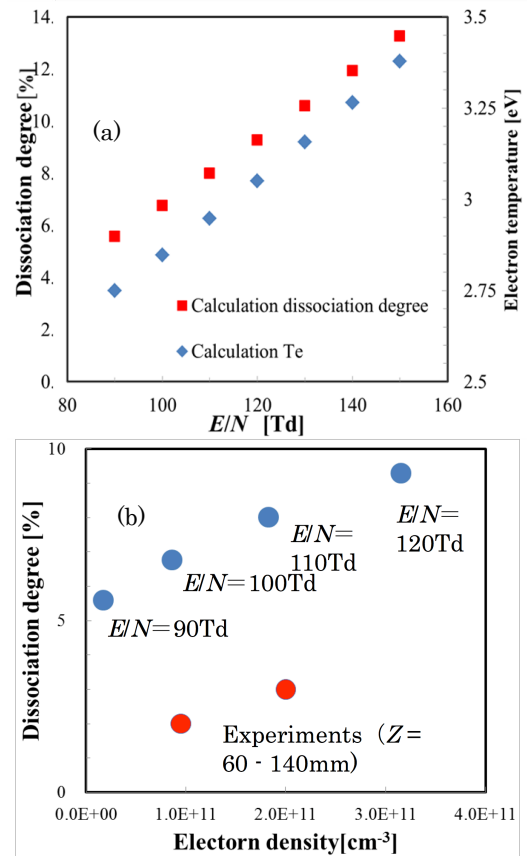 14.
12.
10.
8.
6.
4.
2.
0.
Dissociation degree[%]
(a)
3.5
3.25
3
2.75
2.5
Electron temperature [eV]
Calculation dissociation degree
Calculation Te
80
100
120
140
160
E/N [Td]
10
5
0
Dissociation degree [%]
(b)
E/N=
120Td
E/N=
110Td
E/N=100Td
E/N=90Td
Experiments (Z=
60 - 140mm)
0.0E+00
1.0E+11
2.0E+11
3.0E+11
4.0E+11
Electorn density[cm-3]